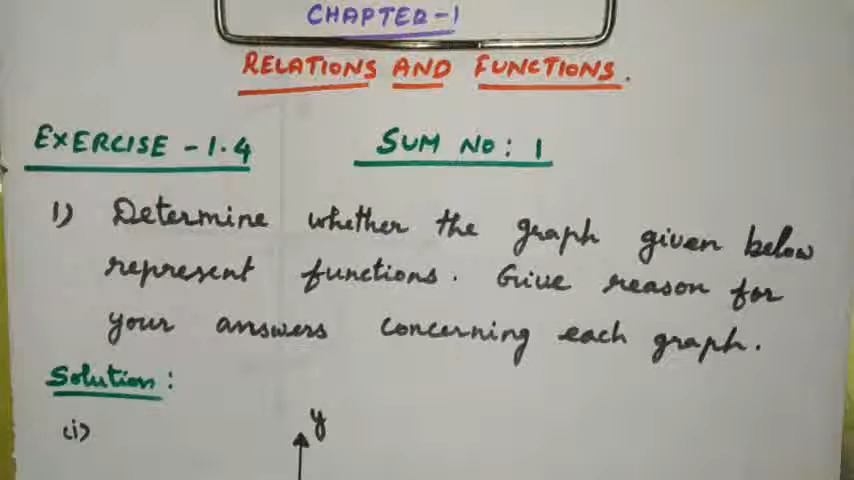 CHAPTER-1
RELATIONS AND FUNCTIONS.
EXERCISE - 1.4 SUM NO: 1
1) Determine whether the graph given below
represent functions. Give reason for
your answers concerning each graph.
Solution:
(i)
y